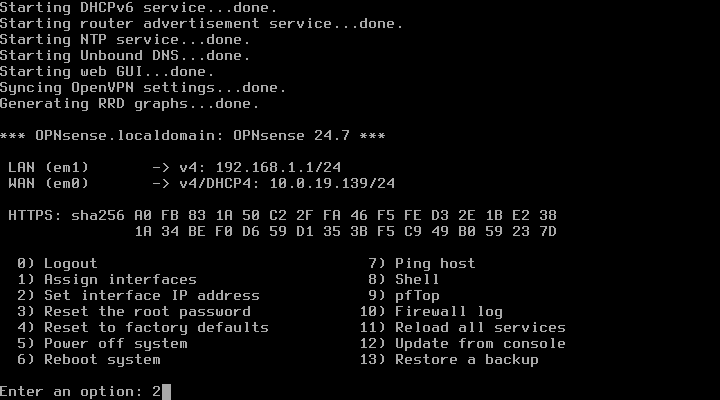 Starting DHCPv6 service...done.
Starting router advertisement service...done.
Starting NTP service...done.
Starting Unbound DNS...done.
Starting web GUI...done.
Syncing OpenVPN settings...done.
Generating RRD graphs...done.
*** OPNsense.localdomain: OPNsense 24.7 ***
LAN (em1) -> v4: 192.168.1.1/24
WAN (em0) -> v4/DHCP4: 10.0.19.139/24
HTTPS: sha256 A0 FB 83 1A 50 C2 2F FA 46 F5 FE D3 2E 1B E2 38
1A 34 BE F0 D6 59 D1 35 3B F5 C9 49 B0 59 23 7D
0) Logout 7) Ping host
1) Assign interfaces 8) Shell
2) Set interface IP address 9) pfTop
3) Reset the root password 10) Firewall log
4) Reset to factory defaults 11) Reload all services
5) Power off system 12) Update from console
6) Reboot system 13) Restore a backup
Enter an option: 2